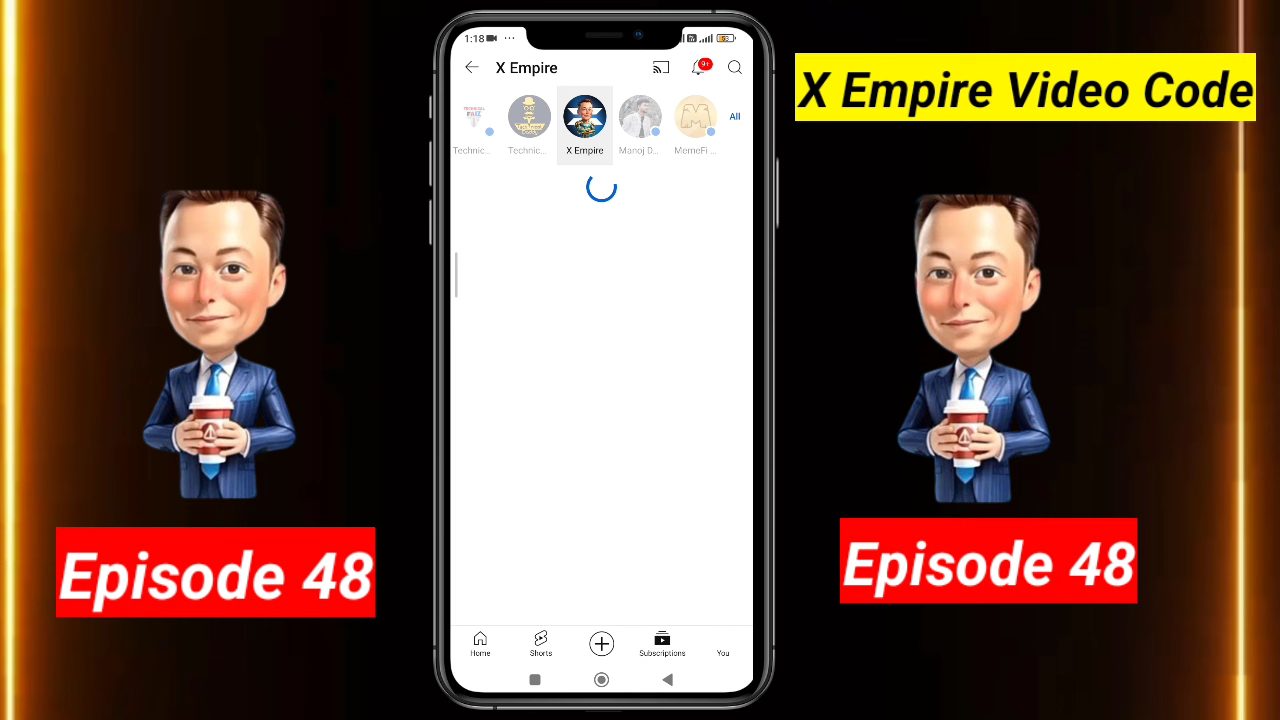 1:18
X Empire
9+
All
Technic...
Technic...
X Empire
Manoj D...
MemeFi ...
Home
Shorts
Subscriptions
You
X Empire Video Code
Episode 48
Episode 48